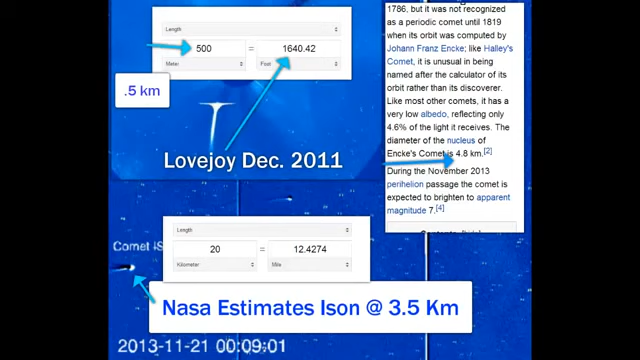 Length
500 = 1640.42
Meter Foot
.5 km
Lovejoy Dec. 2011
1786, but it was not recognized
as a periodic comet until 1819
when its orbit was computed by
Johann Franz Encke; like Halley's
Comet, it is unusual in being
named after the calculator of its
orbit rather than its discoverer.
Like most other comets, it has a
very low albedo, reflecting only
4.6% of the light it receives. The
diameter of the nucleus of
Encke's Comet is 4.8 km.[2]
During the November 2013
perihelion passage the comet is
expected to brighten to apparent
magnitude 7.[4]
Length
20 = 12.4274
Kilometer Mile
Comet IS
Nasa Estimates Ison @ 3.5 Km
2013-11-21 00:09:01